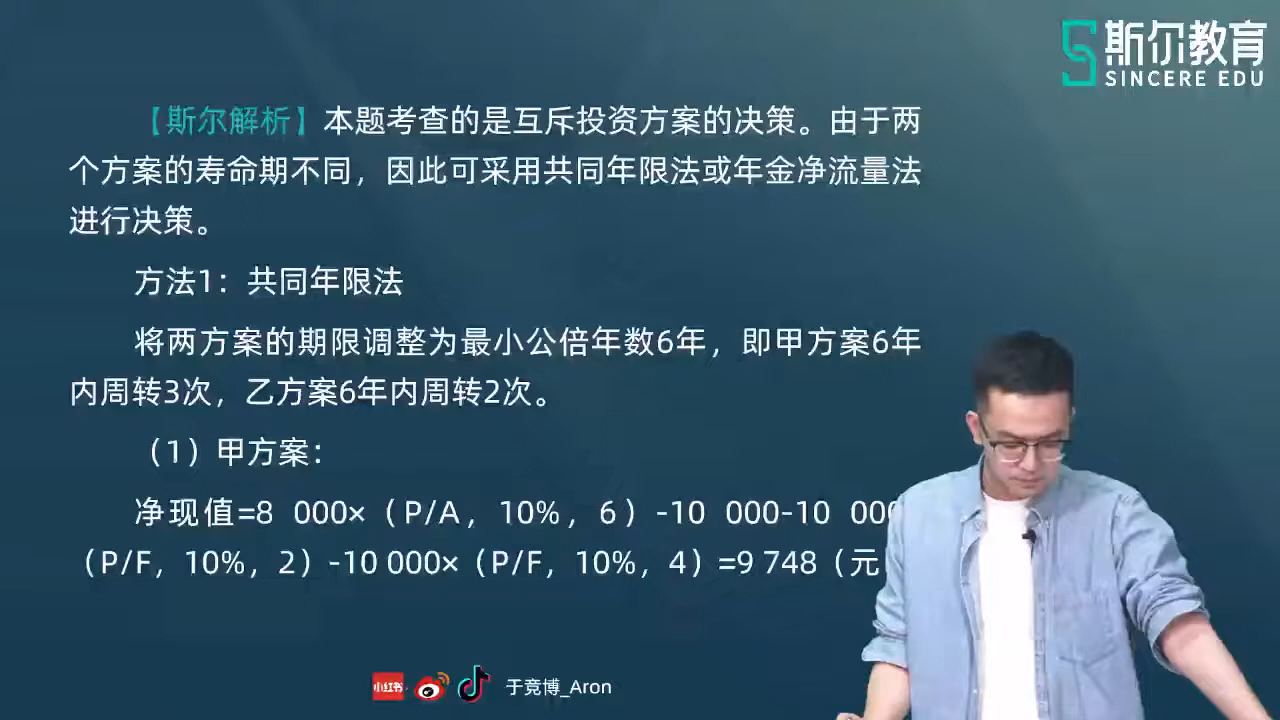 斯尔教育
SINCERE EDU
【斯尔解析】本题考查的是互斥投资方案的决策。由于两
个方案的寿命期不同，因此可采用共同年限法或年金净流量法
进行决策。
方法1：共同年限法
将两方案的期限调整为最小公倍年数6年，即甲方案6年
内周转3次，乙方案6年内周转2次。
（1）甲方案：
净现值=8 000×（P/A，10%，6）-10 000-10 000
（P/F，10%，2）-10 000×（P/F，10%，4）=9 748（元
小红书
于竞博_Aron